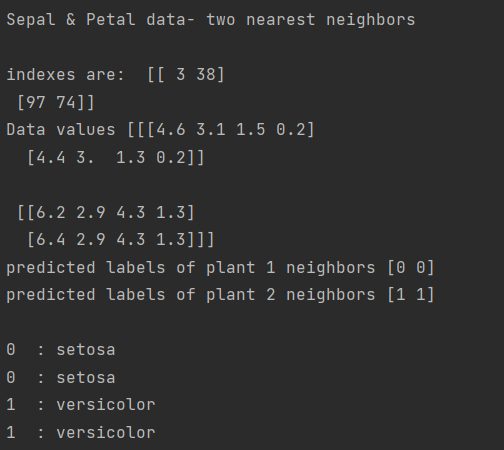 Sepal & Petal data- two nearest neighbors
indexes are:  [[ 3 38]
 [97 74]]
Data values [[[4.6 3.1 1.5 0.2]
  [4.4 3.  1.3 0.2]]
 [[6.2 2.9 4.3 1.3]
  [6.4 2.9 4.3 1.3]]]
predicted labels of plant 1 neighbors [0 0]
predicted labels of plant 2 neighbors [1 1]
0  : setosa
0  : setosa
1  : versicolor
1  : versicolor